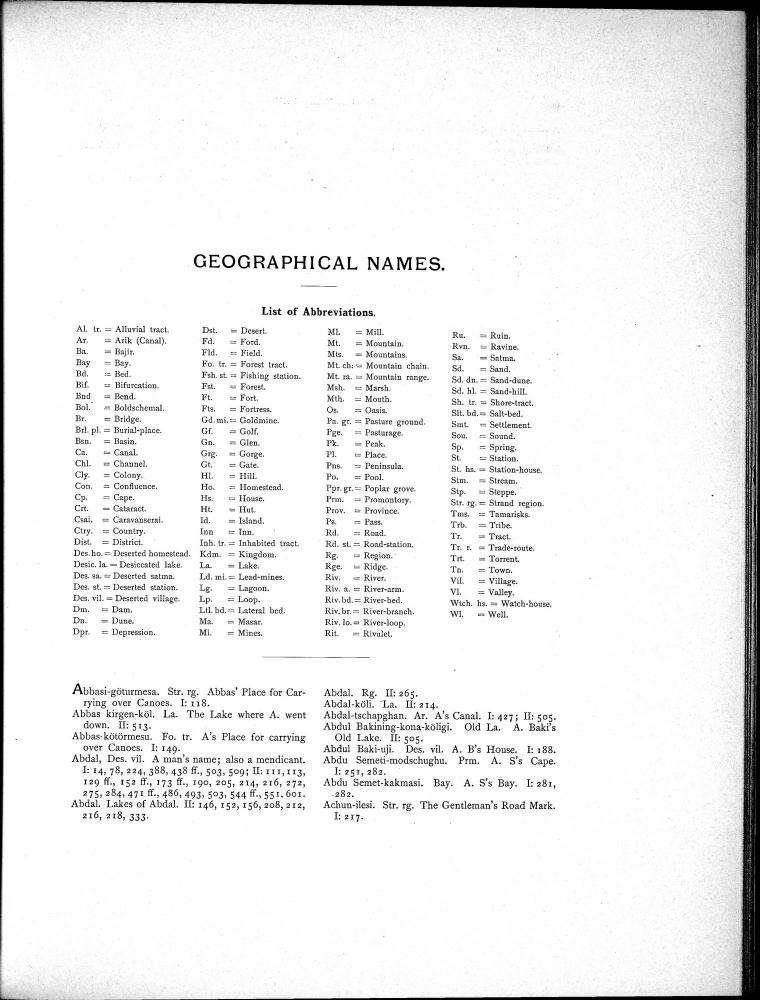 GEOGRAPHICAL NAMES.
List of Abbreviations.
Al. tr. = Alluvial tract.
Ar. = Arik (Canal).
Ba. = Bajir.
Bay = Bay.
Bd. = Bed.
Bif. = Bifurcation.
Bnd = Bend.
Bol. = Boldschemal.
Br. = Bridge.
Brl. pl. = Burial-place.
Bsn. = Basin.
Ca. = Canal.
Chl. = Channel.
Cly. = Colony.
Con. = Confluence.
Cp. = Cape.
Crt. = Cataract.
Csai. = Caravanserai.
Ctry. = Country.
Dist. = District.
Des. ho. = Deserted homestead.
Desic. la. = Desiccated lake.
Des. sa. = Deserted satma.
Des. st. = Deserted station.
Des. vil. = Deserted village.
Dm. = Dam.
Dn. = Dune.
Dpr. = Depression.
Dst. = Desert.
Fd. = Ford.
Fld. = Field.
Fo. tr. = Forest tract.
Fsh. st. = Fishing station.
Fst. = Forest.
Ft. = Fort.
Fts. = Fortress.
Gd. mi. = Goldmine.
Gf. = Golf.
Gn. = Glen.
Grg. = Gorge.
Gt. = Gate.
Hl. = Hill.
Ho. = Homestead.
Hs. = House.
Ht. = Hut.
Id. = Island.
Inn = Inn.
Inh. tr. = Inhabited tract.
Kdm. = Kingdom.
La. = Lake.
Ld. mi. = Lead-mines.
Lg. = Lagoon.
Lp. = Loop.
Ltl. bd. = Lateral bed.
Ma. = Masar.
Mi. = Mines.
Ml. = Mill.
Mt. = Mountain.
Mts. = Mountains.
Mt. ch. = Mountain chain.
Mt. ra. = Mountain range.
Msh. = Marsh.
Mth. = Mouth.
Os. = Oasis.
Pa. gr. = Pasture ground.
Pge. = Pasturage.
Pk. = Peak.
Pl. = Place.
Pns. = Peninsula.
Po. = Pool.
Ppr. gr. = Poplar grove.
Prm. = Promontory.
Prov. = Province.
Ps. = Pass.
Rd. = Road.
Rd. st. = Road-station.
Rg. = Region.
Rge. = Ridge.
Riv. = River.
Riv. a. = River-arm.
Riv. bd. = River-bed.
Riv. br. = River-branch.
Riv. lo. = River-loop.
Rit. = Rivulet.
Ru. = Ruin.
Rvn. = Ravine.
Sa. = Satma.
Sd. = Sand.
Sd. dn. = Sand-dune.
Sd. hl. = Sand-hill.
Sh. tr. = Shore-tract.
Slt. bd. = Salt-bed.
Smt. = Settlement.
Sou. = Sound.
Sp. = Spring.
St. = Station.
St. hs. = Station-house.
Stm. = Stream.
Stp. = Steppe.
Str. rg. = Strand region.
Tms. = Tamarisks.
Trb. = Tribe.
Tr. = Tract.
Tr. r. = Trade-route.
Trt. = Torrent.
Tn. = Town.
Vil. = Village.
Vl. = Valley.
Wtch. hs. = Watch-house.
Wl. = Well.
Abbasi-göturmesa. Str. rg. Abbas' Place for Car-
rying over Canoes. I: 118.
Abbas kirgen-köl. La. The Lake where A. went
down. II: 513.
Abbas-kötörmesu. Fo. tr. A's Place for carrying
over Canoes. I: 149.
Abdal, Des. vil. A man's name; also a mendicant.
I: 14, 78, 224, 388, 438 ff., 503, 509; II: 111, 113,
129 ff., 152 ff., 173 ff., 190, 205, 214, 216, 272,
275, 284, 471 ff., 486, 493, 503, 544 ff., 551, 601.
Abdal. Lakes of Abdal. II: 146, 152, 156, 208, 212,
216, 218, 333.
Abdal. Rg. II: 265.
Abdal-köli. La. II: 214.
Abdal-tschapghan. Ar. A's Canal. I: 427; II: 505.
Abdul Bakining-kona-köligi. Old La. A. Baki's
Old Lake. II: 505.
Abdul Baki-uji. Des. vil. A. B's House. I: 188.
Abdu Semeti-modschughu. Prm. A. S's Cape.
I: 251, 282.
Abdu Semet-kakmasi. Bay. A. S's Bay. I: 281,
282.
Achun-ilesi. Str. rg. The Gentleman's Road Mark.
I: 217.